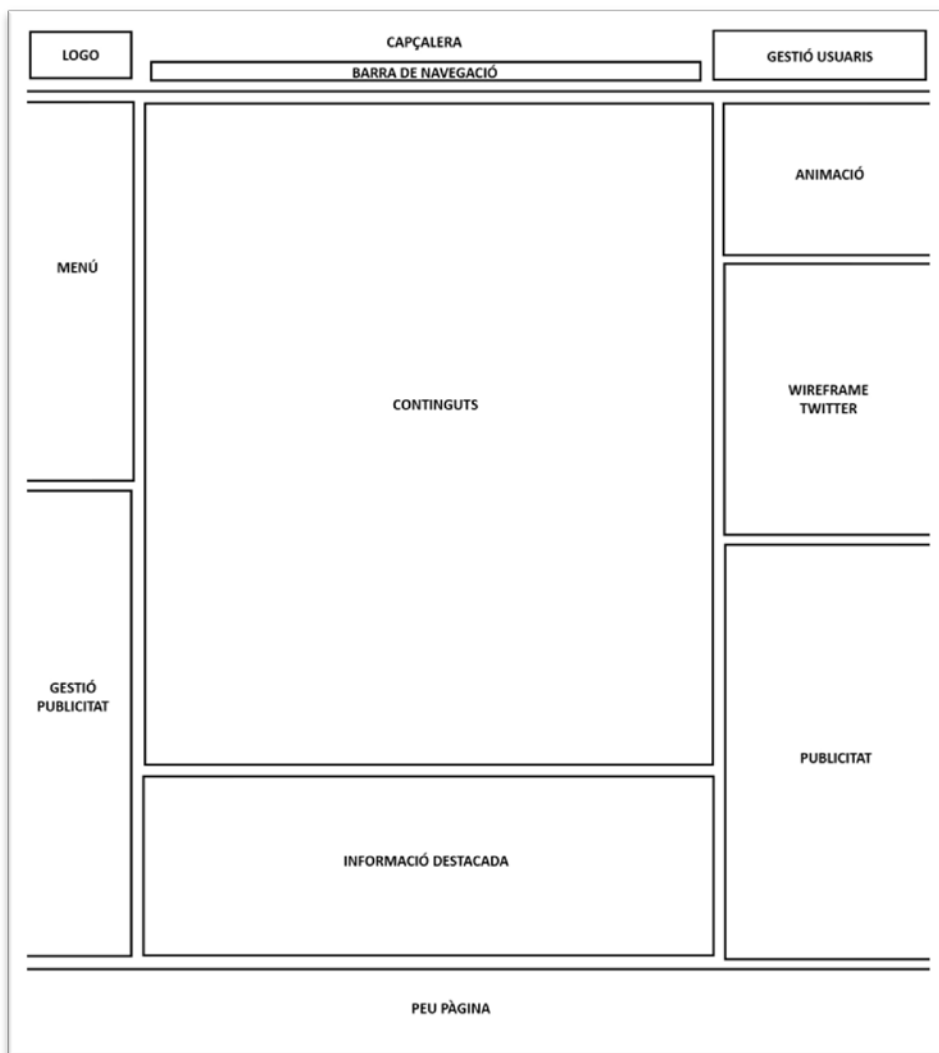 LOGO
CAPÇALERA
GESTIÓ USUARIS
BARRA DE NAVEGACIÓ
MENÚ
CONTINGUTS
ANIMACIÓ
WIREFRAME
TWITTER
GESTIÓ
PUBLICITAT
PUBLICITAT
INFORMACIÓ DESTACADA
PEU PÀGINA